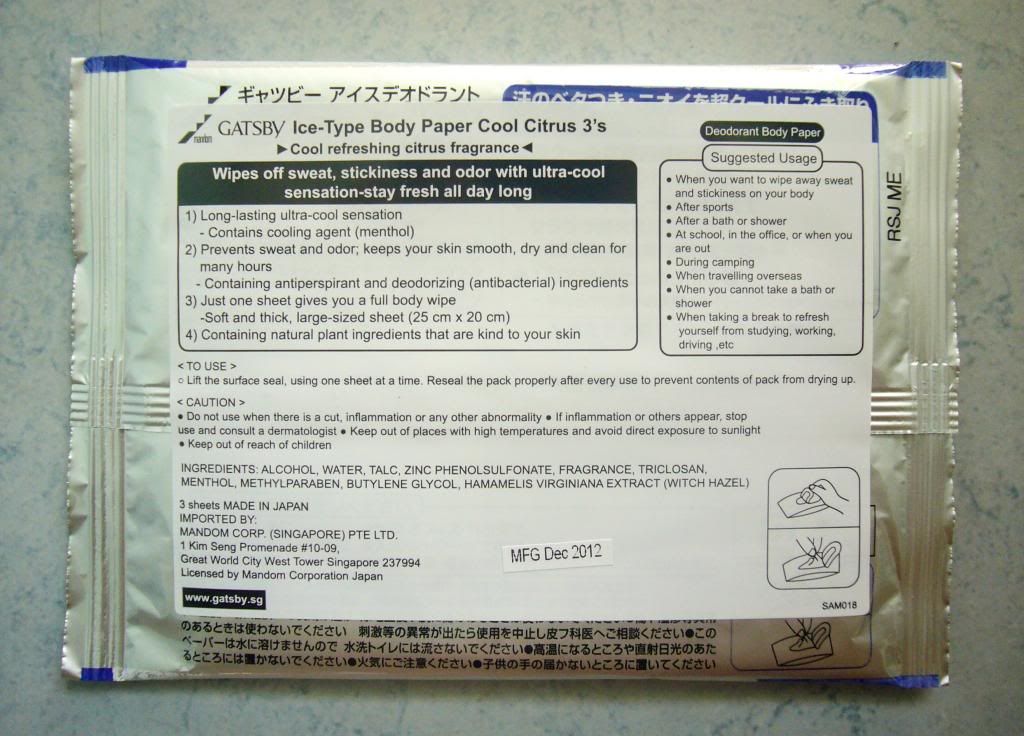 ギャツビー アイスデオドラント
汗のベタつき・ニオイを超クールにふき取り
mandom GATSBY Ice-Type Body Paper Cool Citrus 3's
►Cool refreshing citrus fragrance◄
Wipes off sweat, stickiness and odor with ultra-cool
sensation-stay fresh all day long
1) Long-lasting ultra-cool sensation
- Contains cooling agent (menthol)
2) Prevents sweat and odor; keeps your skin smooth, dry and clean for
many hours
- Containing antiperspirant and deodorizing (antibacterial) ingredients
3) Just one sheet gives you a full body wipe
-Soft and thick, large-sized sheet (25 cm x 20 cm)
4) Containing natural plant ingredients that are kind to your skin
Deodorant Body Paper
Suggested Usage
● When you want to wipe away sweat
and stickiness on your body
● After sports
● After a bath or shower
● At school, in the office, or when you
are out
● During camping
● When travelling overseas
● When you cannot take a bath or
shower
● When taking a break to refresh
yourself from studying, working,
driving ,etc
RSJ ME
< TO USE >
○ Lift the surface seal, using one sheet at a time. Reseal the pack properly after every use to prevent contents of pack from drying up.
< CAUTION >
● Do not use when there is a cut, inflammation or any other abnormality ● If inflammation or others appear, stop
use and consult a dermatologist ● Keep out of places with high temperatures and avoid direct exposure to sunlight
● Keep out of reach of children
INGREDIENTS: ALCOHOL, WATER, TALC, ZINC PHENOLSULFONATE, FRAGRANCE, TRICLOSAN,
MENTHOL, METHYLPARABEN, BUTYLENE GLYCOL, HAMAMELIS VIRGINIANA EXTRACT (WITCH HAZEL)
3 sheets MADE IN JAPAN
IMPORTED BY:
MANDOM CORP. (SINGAPORE) PTE LTD.
1 Kim Seng Promenade #10-09,
Great World City West Tower Singapore 237994
Licensed by Mandom Corporation Japan
MFG Dec 2012
www.gatsby.sg
SAM018
のあるときは使わないでください 刺激等の異常が出たら使用を中止し皮フ科医へご相談ください●この
ペーパーは水に溶けませんので 水洗トイレには流さないでください●高温になるところや直射日光のあた
るところには置かないでください●火気にご注意ください●子供の手の届かないところに置いてください